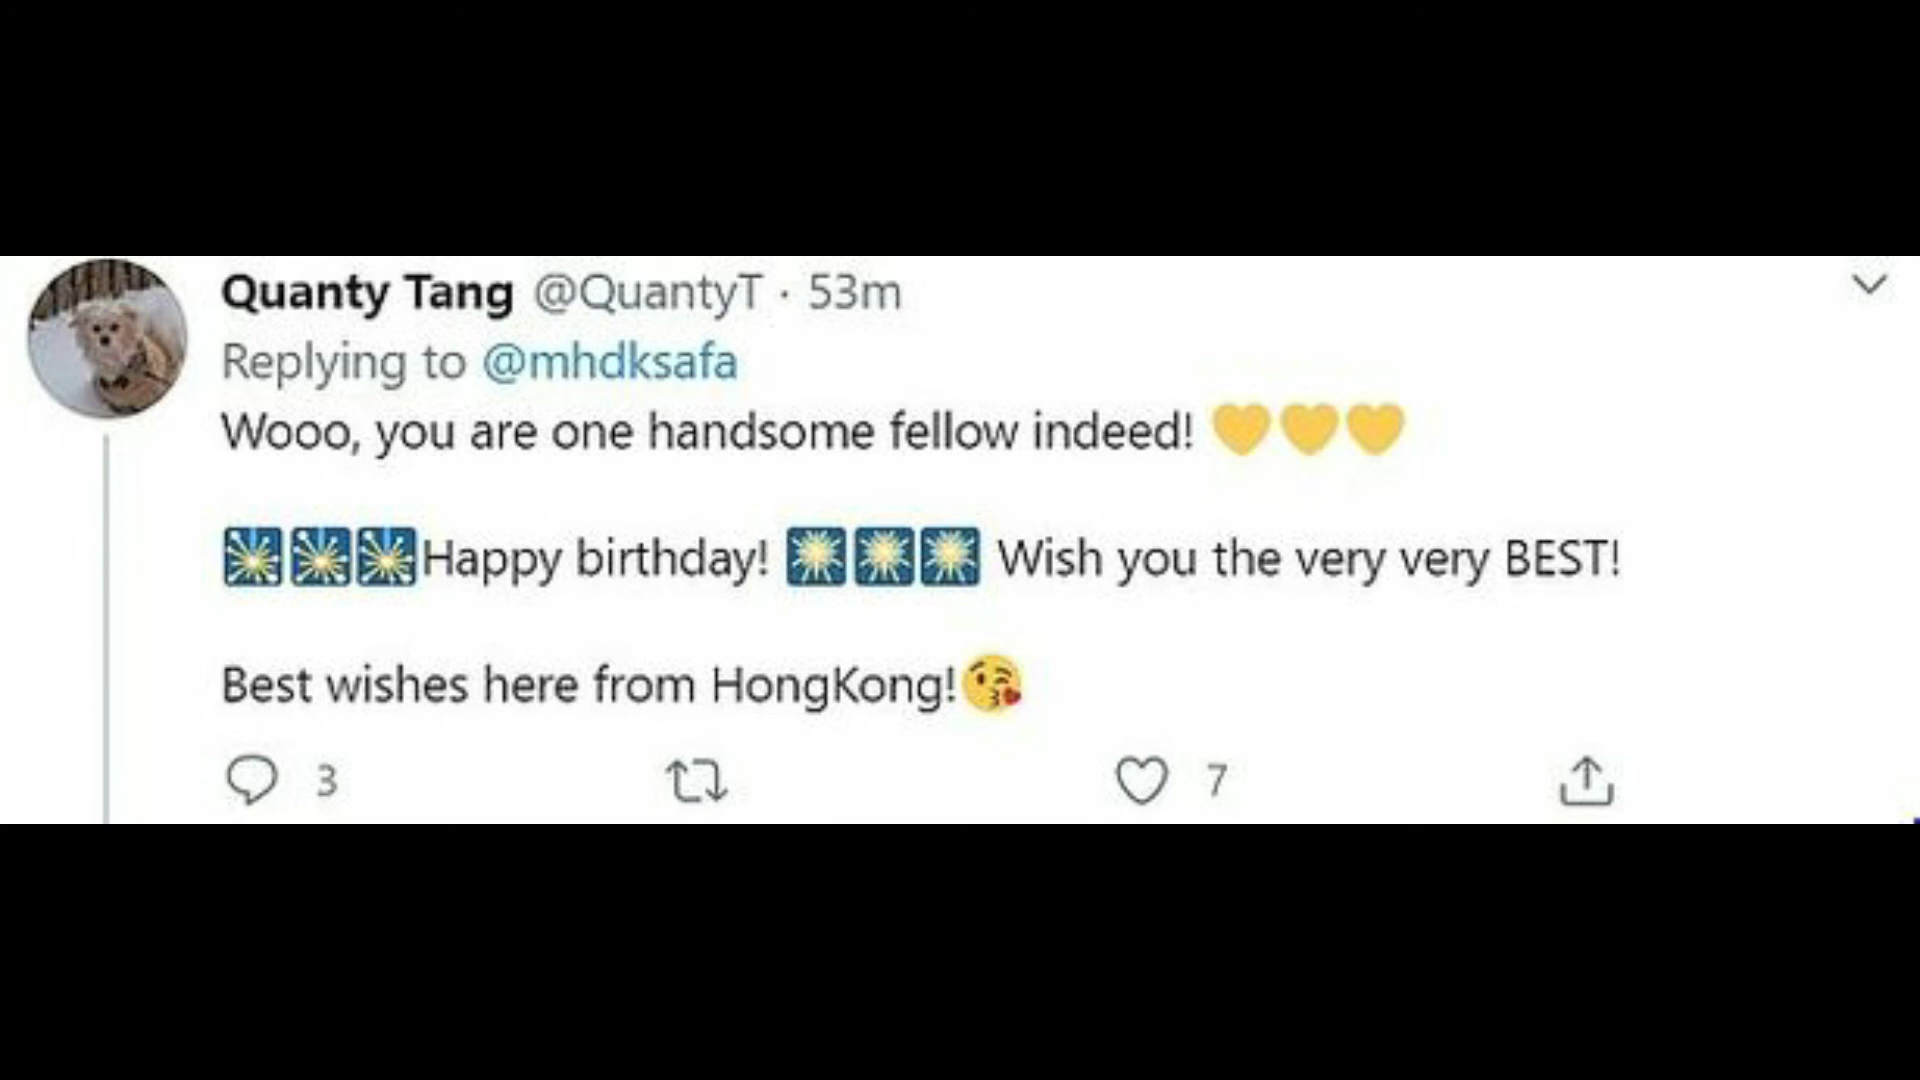 Quanty Tang @QuantyT · 53m
Replying to @mhdksafa
Wooo, you are one handsome fellow indeed! 💛💛💛
🎆🎆🎆Happy birthday! 🎇🎇🎇 Wish you the very very BEST!
Best wishes here from HongKong!😘
3 7